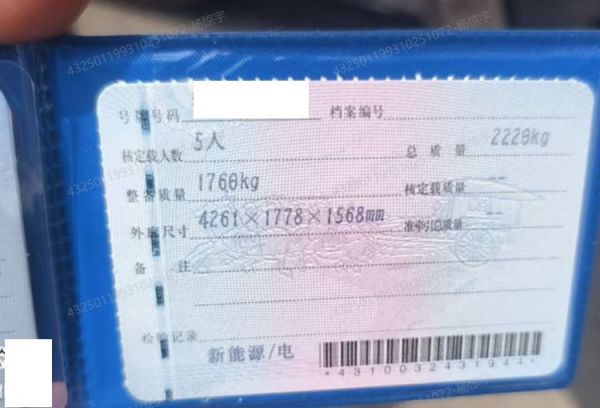 号牌号码 档案编号
核定载人数 5人 总质量 2220kg
整备质量 1760kg 核定载质量 --
外廓尺寸 4261×1778×1568mm 准牵引总质量 --
备注
检验记录
新能源/电
*4310032431944*